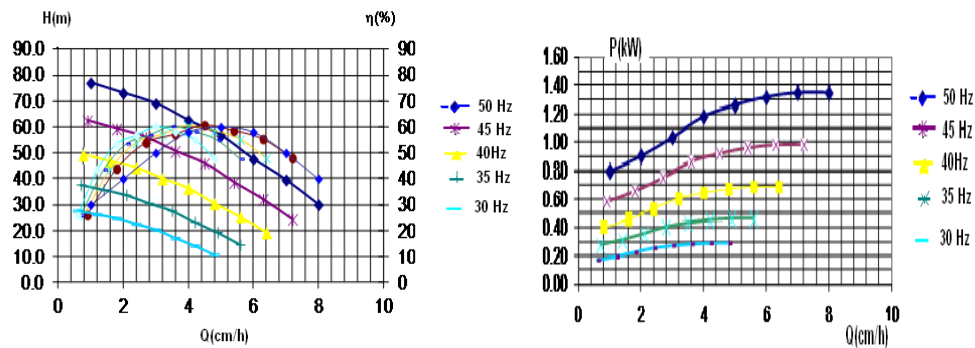 H(m)
η(%)
90.0
80.0
70.0
60.0
50.0
40.0
30.0
20.0
10.0
0.0
90
80
70
60
50
40
30
20
10
0
0
2
4
6
8
10
Q(cm/h)
50 Hz
45 Hz
40Hz
35 Hz
30 Hz
P(kW)
1.60
1.40
1.20
1.00
0.80
0.60
0.40
0.20
0.00
0
2
4
6
8
10
Q(cm/h)
50 Hz
45 Hz
40 Hz
35 Hz
30 Hz